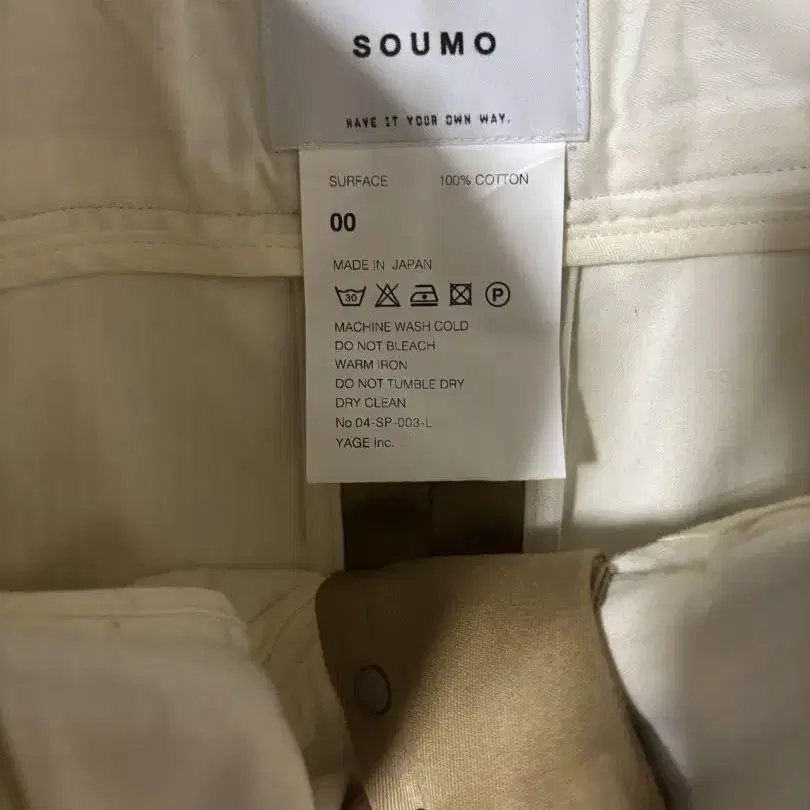 SOUMO
HAVE IT YOUR OWN WAY.
SURFACE 100% COTTON
00
MADE IN JAPAN
30 P
MACHINE WASH COLD
DO NOT BLEACH
WARM IRON
DO NOT TUMBLE DRY
DRY CLEAN
No 04-SP-003-L
YAGE Inc.